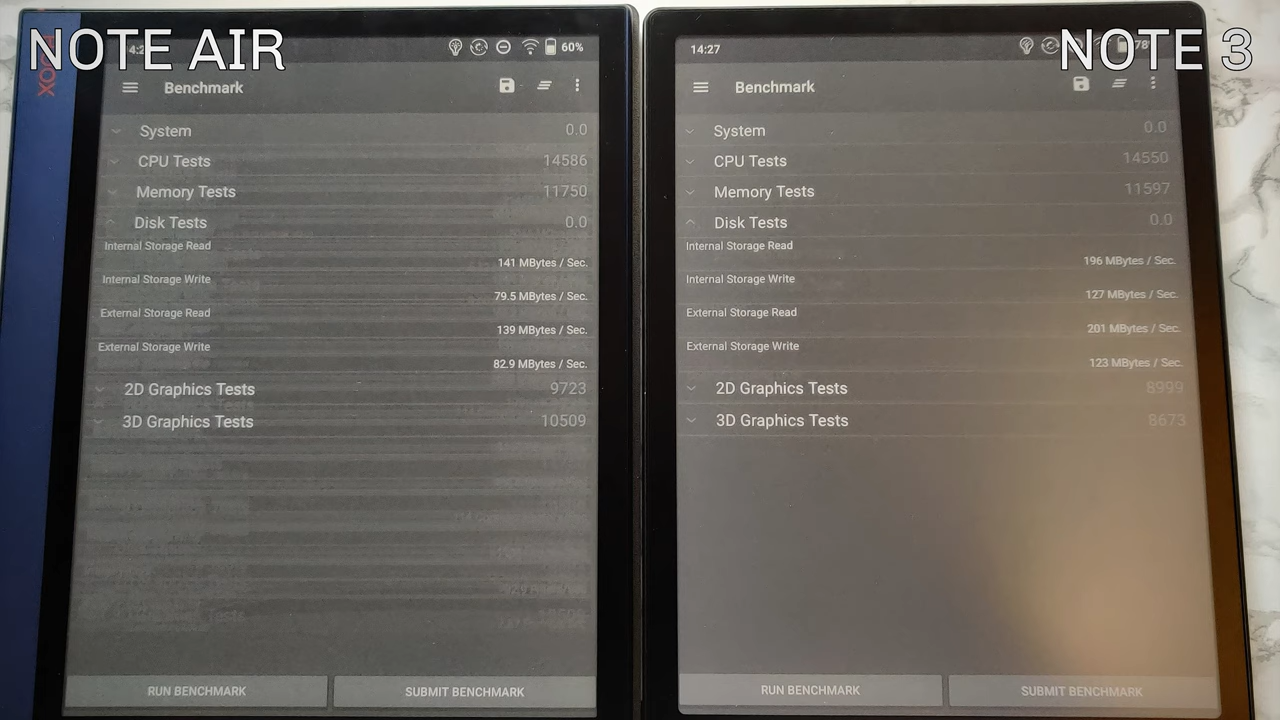 NOTE AIR
BOOX
60%
Benchmark
System 0.0
CPU Tests 14586
Memory Tests 11750
Disk Tests 0.0
Internal Storage Read
141 MBytes / Sec.
Internal Storage Write
79.5 MBytes / Sec.
External Storage Read
139 MBytes / Sec.
External Storage Write
82.9 MBytes / Sec.
2D Graphics Tests 9723
3D Graphics Tests 10509
RUN BENCHMARK SUBMIT BENCHMARK
NOTE 3
14:27
Benchmark
System 0.0
CPU Tests 14550
Memory Tests 11597
Disk Tests 0.0
Internal Storage Read
196 MBytes / Sec.
Internal Storage Write
127 MBytes / Sec.
External Storage Read
201 MBytes / Sec.
External Storage Write
123 MBytes / Sec.
2D Graphics Tests 8999
3D Graphics Tests 8673
RUN BENCHMARK SUBMIT BENCHMARK